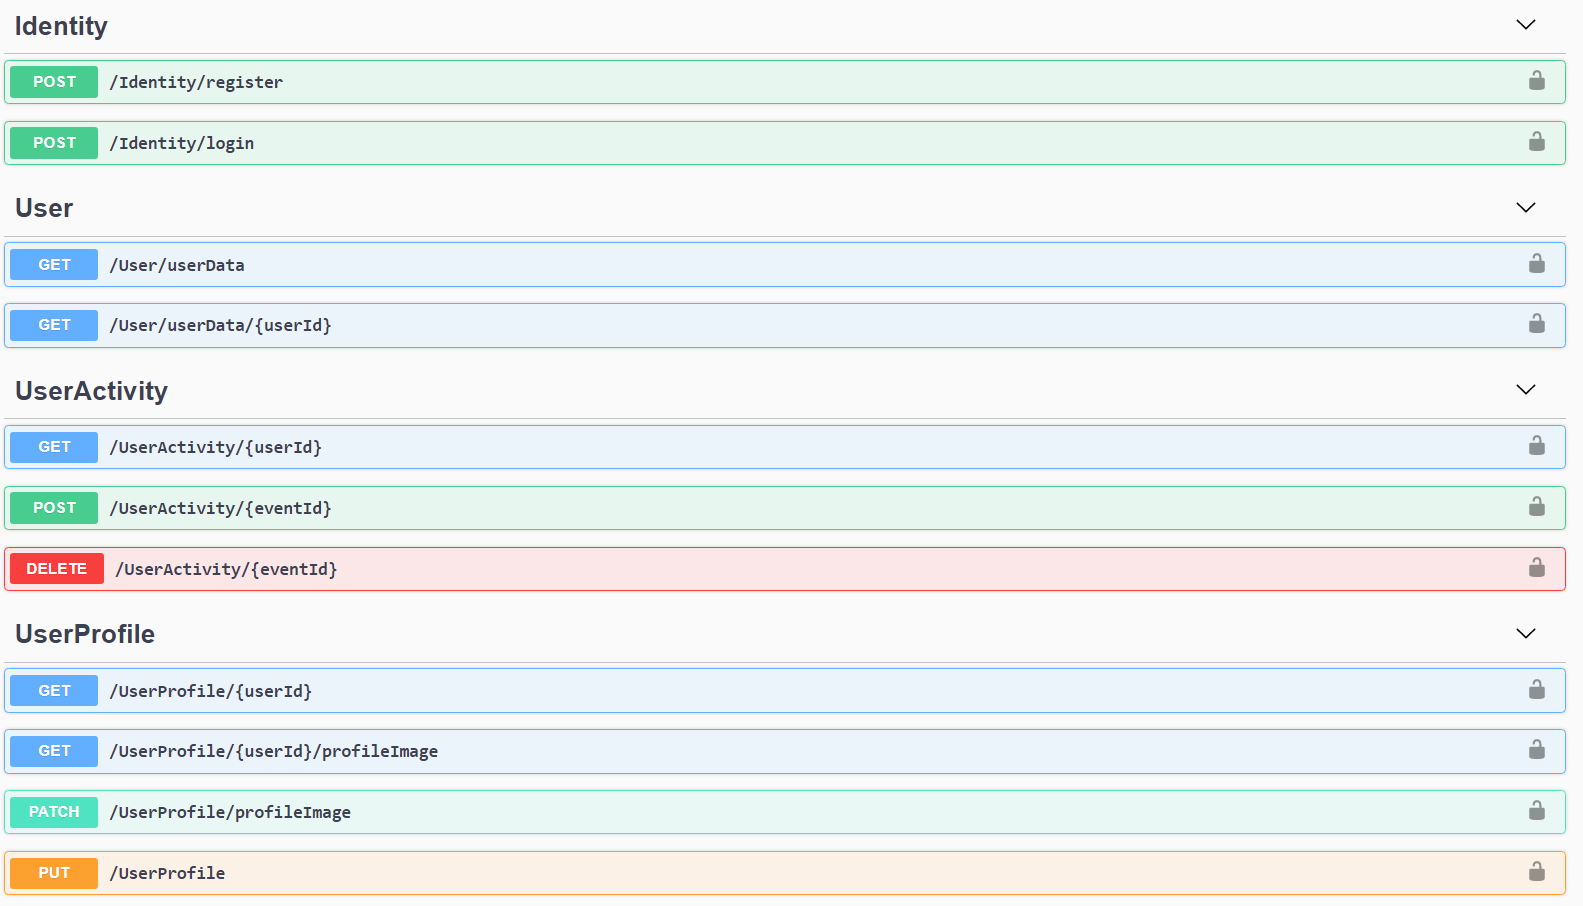 Identity
POST /Identity/register
POST /Identity/login
User
GET /User/userData
GET /User/userData/{userId}
UserActivity
GET /UserActivity/{userId}
POST /UserActivity/{eventId}
DELETE /UserActivity/{eventId}
UserProfile
GET /UserProfile/{userId}
GET /UserProfile/{userId}/profileImage
PATCH /UserProfile/profileImage
PUT /UserProfile